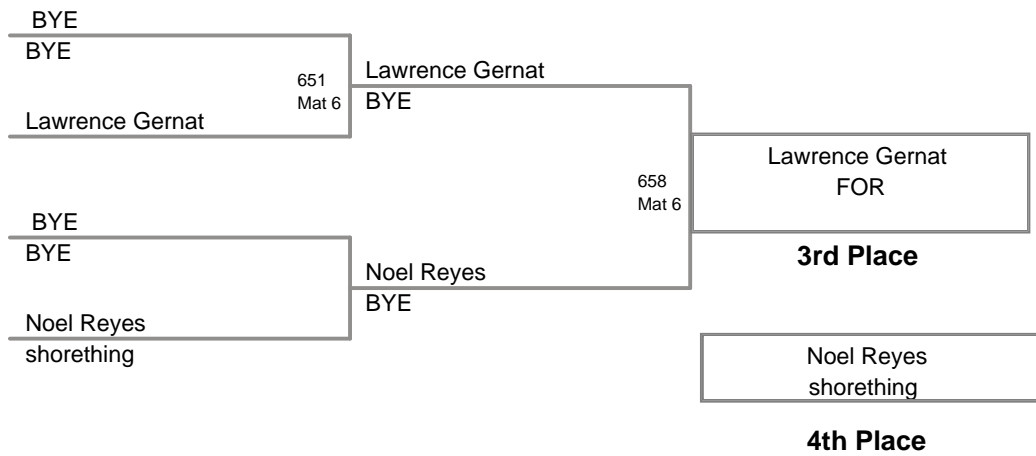 BYE
BYE
651
Mat 6
Lawrence Gernat
Lawrence Gernat
BYE
BYE
BYE
Noel Reyes
shorething
Noel Reyes
BYE
658
Mat 6
Lawrence Gernat
FOR
3rd Place
Noel Reyes
shorething
4th Place